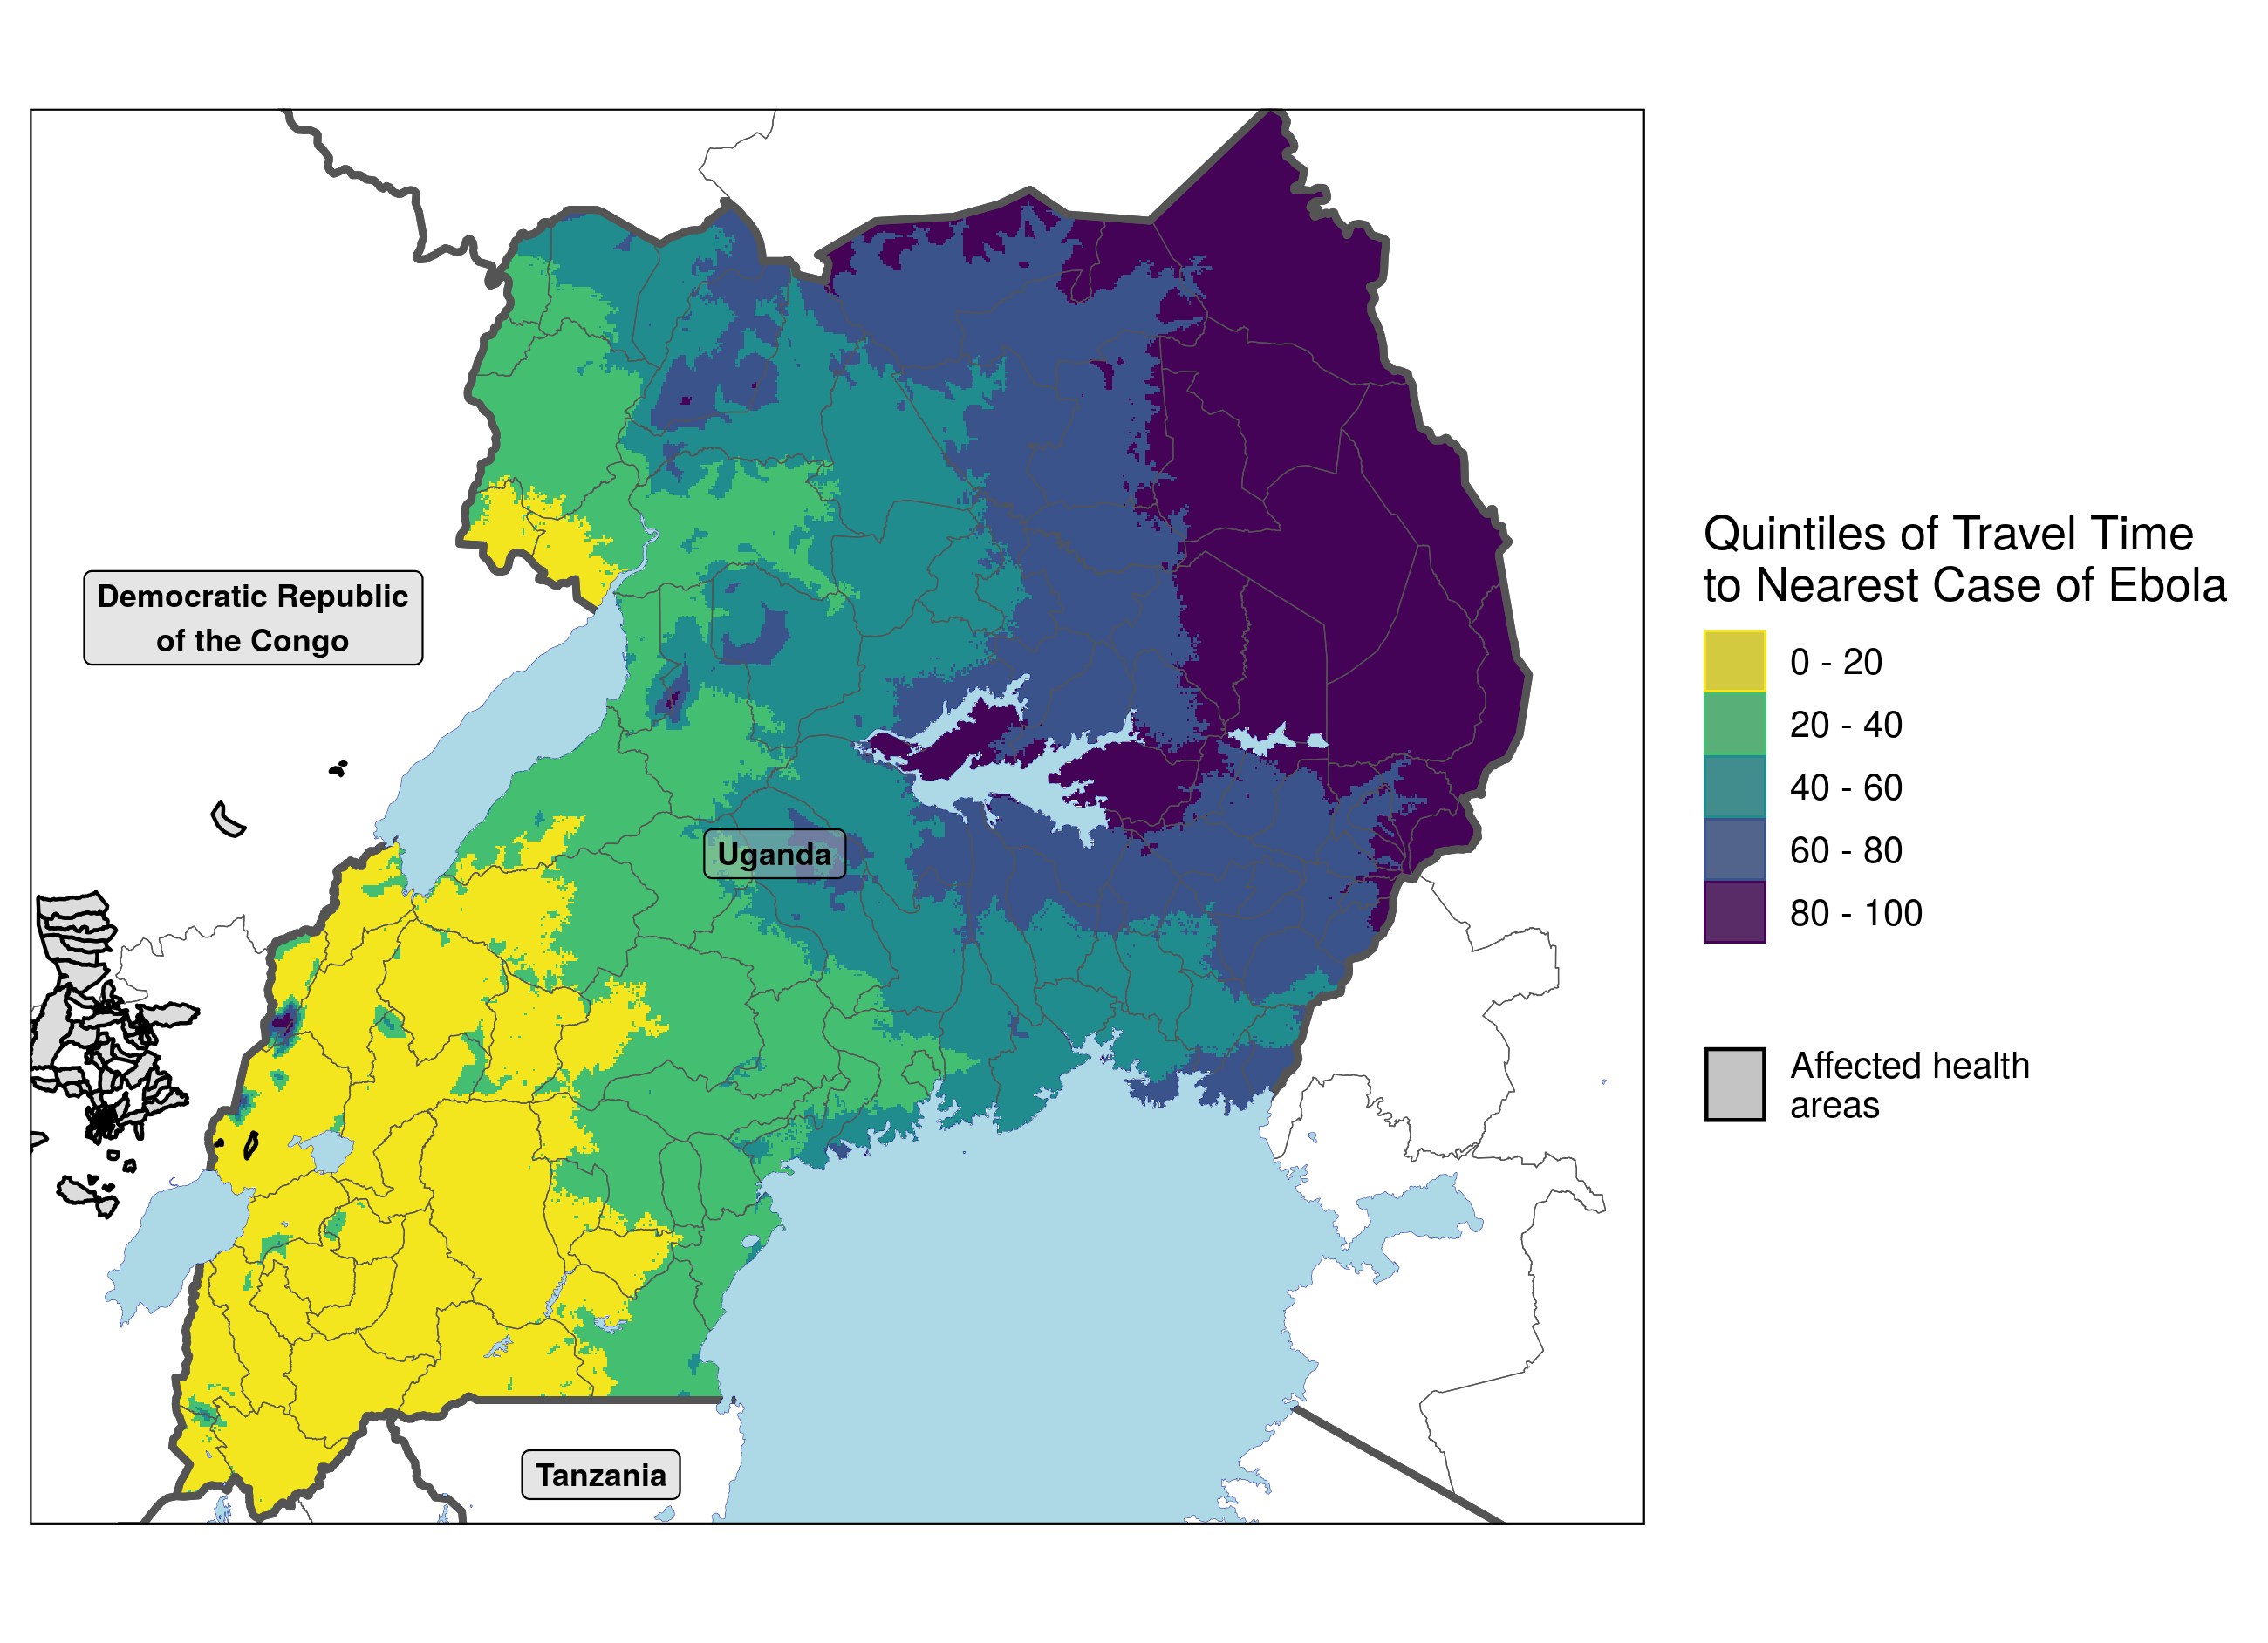 Democratic Republic
of the Congo
Uganda
Tanzania
Quintiles of Travel Time
to Nearest Case of Ebola
0 - 20
20 - 40
40 - 60
60 - 80
80 - 100
Affected health
areas